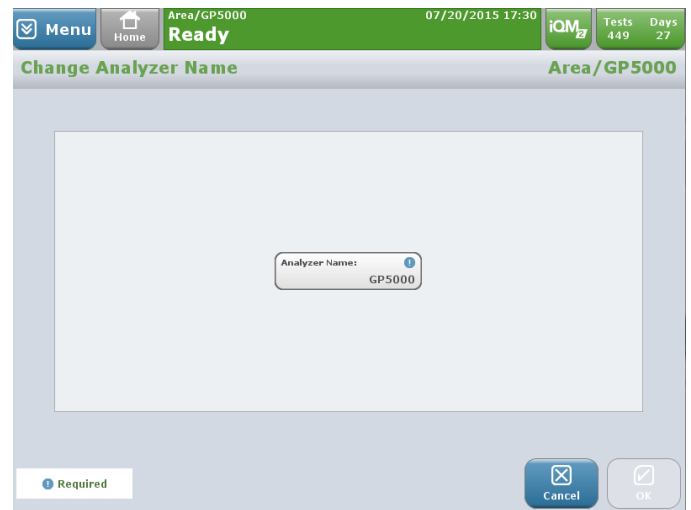 Menu
Home
Area/GP5000
Ready
07/20/2015 17:30
iQM2
Tests Days
449 27
Change Analyzer Name
Area/GP5000
Analyzer Name: !
GP5000
! Required
Cancel
OK